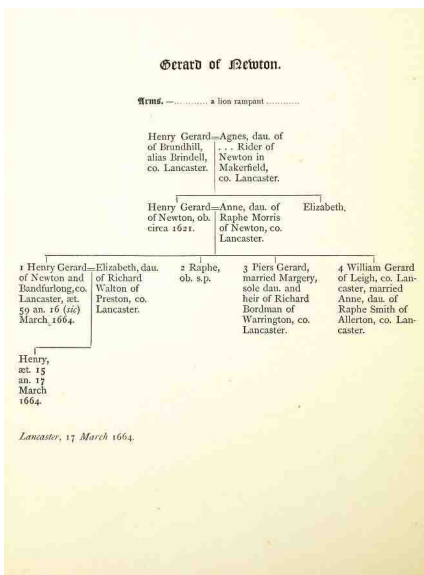 Gerard of Newton.
Arms. —............ a lion rampant ............
Henry Gerard=Agnes, dau. of
of Brundhill,
alias Brindell,
co. Lancaster.
. . . Rider of
Newton in
Makerfield,
co. Lancaster.
Henry Gerard=Anne, dau. of
of Newton, ob.
circa 1621.
Raphe Morris
of Newton, co.
Lancaster.
Elizabeth.
1 Henry Gerard=Elizabeth, dau.
of Newton and
Bandfurlong, co.
Lancaster, æt.
59 an. 16 (sic)
March 1664.
of Richard
Walton of
Preston, co.
Lancaster.
2 Raphe,
ob. s.p.
3 Piers Gerard,
married Margery,
sole dau. and
heir of Richard
Bordman of
Warrington, co.
Lancaster.
4 William Gerard
of Leigh, co. Lan-
caster, married
Anne, dau. of
Raphe Smith of
Allerton, co. Lan-
caster.
Henry,
æt. 15
an. 17
March
1664.
Lancaster, 17 March 1664.